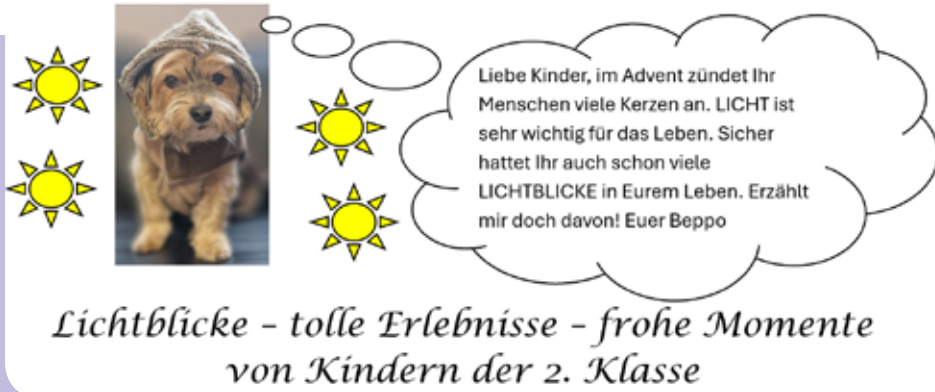 Liebe Kinder, im Advent zündet Ihr
Menschen viele Kerzen an. LICHT ist
sehr wichtig für das Leben. Sicher
hattet Ihr auch schon viele
LICHTBLICKE in Eurem Leben. Erzählt
mir doch davon! Euer Beppo
Lichtblicke - tolle Erlebnisse - frohe Momente
von Kindern der 2. Klasse